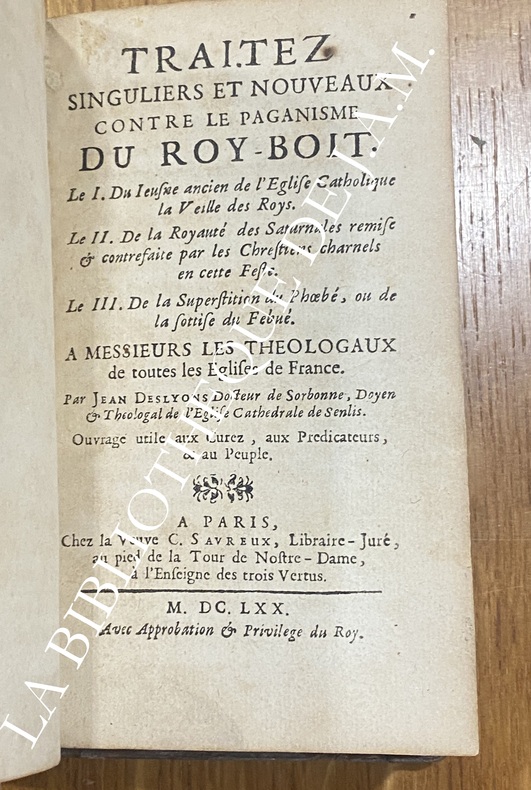 TRAITEZ
SINGULIERS ET NOUVEAUX
CONTRE LE PAGANISME
DU ROY-BOIT.
Le I. Du Ieuſne ancien de l'Egliſe Catholique
la Veille des Roys.
Le II. De la Royauté des Saturnales remiſe
& contrefaite par les Chreſtiens charnels
en cette Feſte.
Le III. De la Superſtition du Phœbé, ou de
la ſottiſe du Febué.
A MESSIEURS LES THEOLOGAUX
de toutes les Egliſes de France.
Par JEAN DESLYONS Docteur de Sorbonne, Doyen
& Theologal de l'Egliſe Cathedrale de Senlis.
Ouvrage utile aux Curez, aux Predicateurs,
& au Peuple.
A PARIS,
Chez la Veuve C. SAVREUX, Libraire-Juré,
au pied de la Tour de Noſtre-Dame,
à l'Enſeigne des trois Vertus.
M. DC. LXX.
Avec Approbation & Privilege du Roy.
LA BIBLIOTHEQUE DE J.A.M.